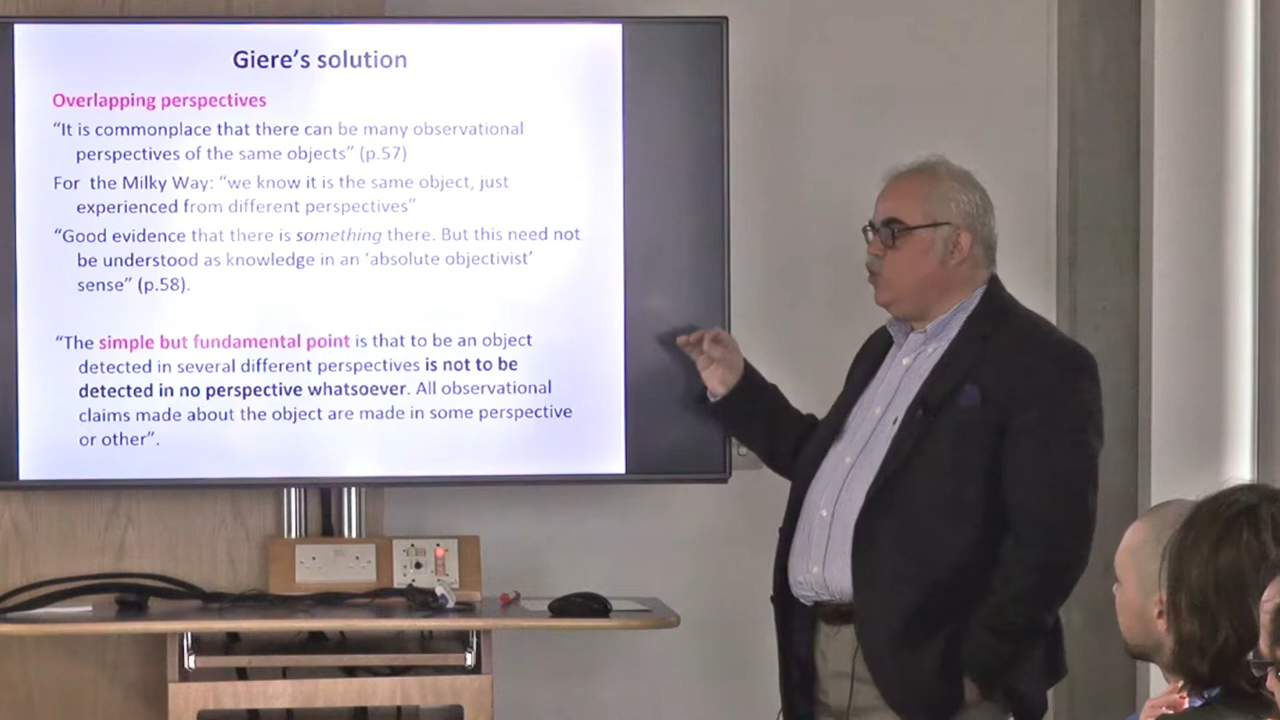 Giere’s solution
Overlapping perspectives
“It is commonplace that there can be many observational
perspectives of the same objects” (p.57)
For the Milky Way: “we know it is the same object, just
experienced from different perspectives”
“Good evidence that there is something there. But this need not
be understood as knowledge in an ‘absolute objectivist’
sense” (p.58).
“The simple but fundamental point is that to be an object
detected in several different perspectives is not to be
detected in no perspective whatsoever. All observational
claims made about the object are made in some perspective
or other”.